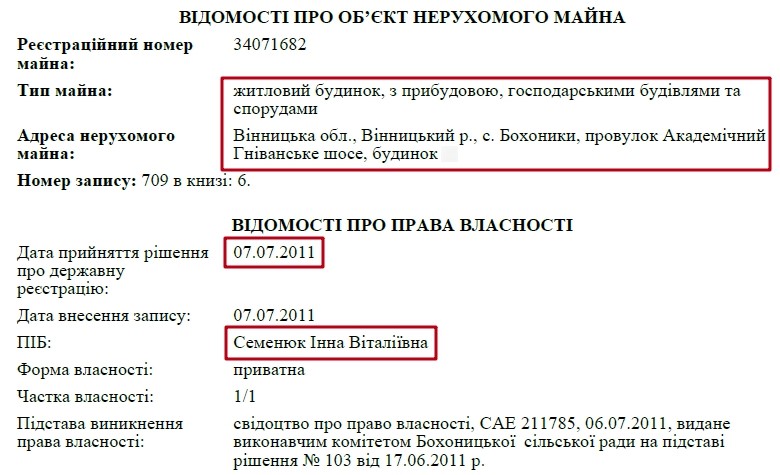 ВІДОМОСТІ ПРО ОБ’ЄКТ НЕРУХОМОГО МАЙНА
Реєстраційний номер 34071682
майна:
Тип майна: житловий будинок, з прибудовою, господарськими будівлями та
спорудами
Адреса нерухомого Вінницька обл., Вінницький р., с. Бохоники, провулок Академічний
майна: Гніванське шосе, будинок
Номер запису: 709 в книзі: 6.
ВІДОМОСТІ ПРО ПРАВА ВЛАСНОСТІ
Дата прийняття рішення 07.07.2011
про державну
реєстрацію:
Дата внесення запису: 07.07.2011
ПІБ: Семенюк Інна Віталіївна
Форма власності: приватна
Частка власності: 1/1
Підстава виникнення свідоцтво про право власності, САЕ 211785, 06.07.2011, видане
права власності: виконавчим комітетом Бохоницької сільської ради на підставі
рішення № 103 від 17.06.2011 р.